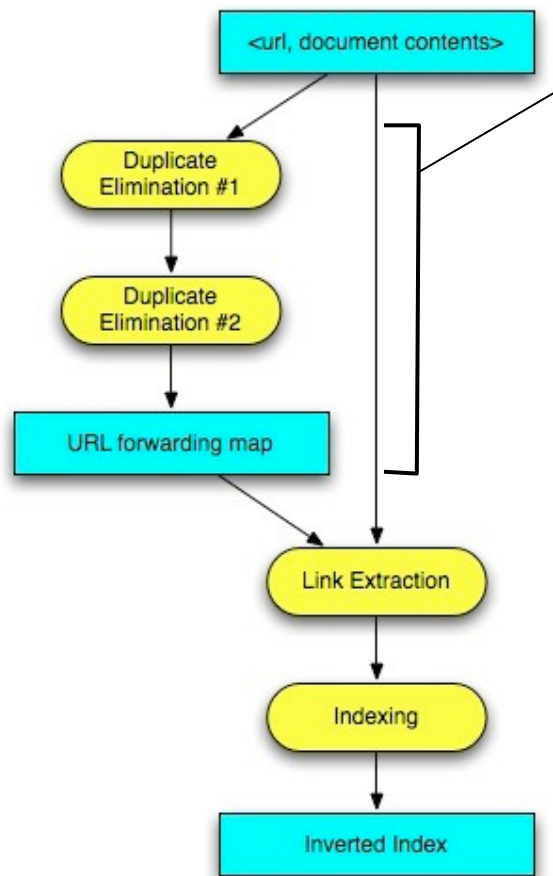 <url, document contents>
Duplicate
Elimination #1
Duplicate
Elimination #2
URL forwarding map
Link Extraction
Indexing
Inverted Index